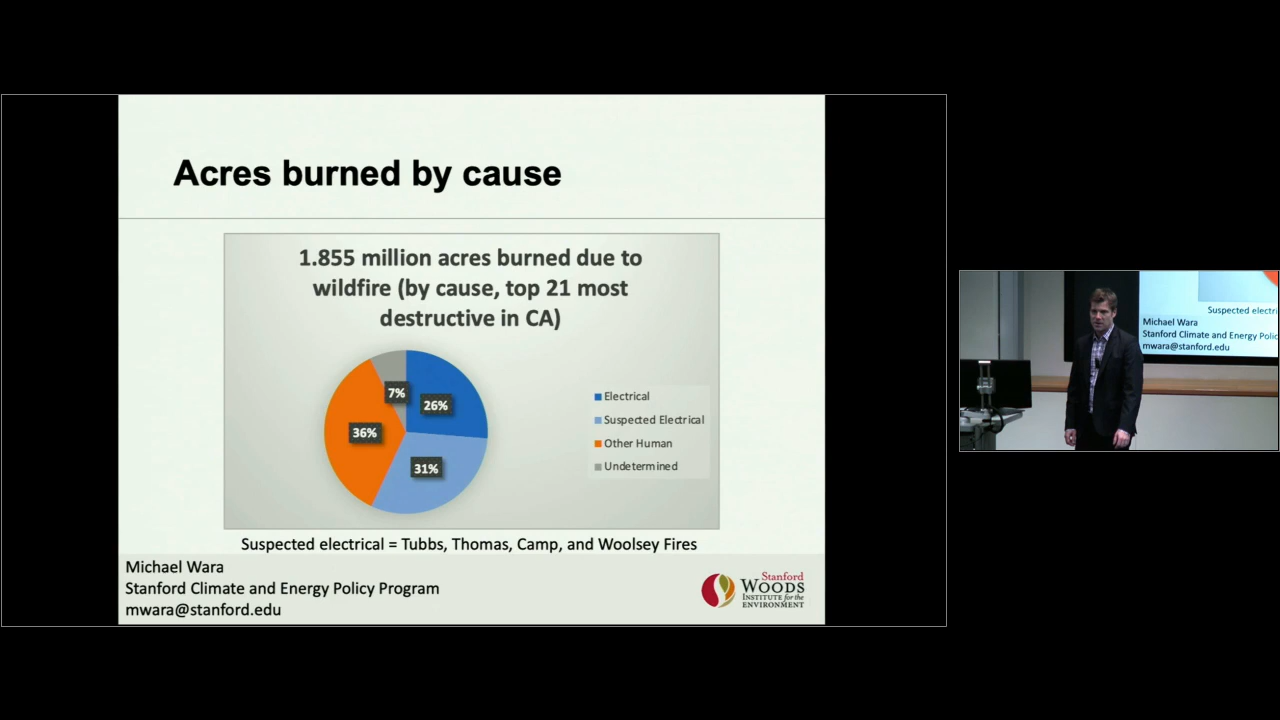 Acres burned by cause
1.855 million acres burned due to
wildfire (by cause, top 21 most
destructive in CA)
7%
26%
36%
31%
Electrical
Suspected Electrical
Other Human
Undetermined
Suspected electrical = Tubbs, Thomas, Camp, and Woolsey Fires
Michael Wara
Stanford Climate and Energy Policy Program
mwara@stanford.edu
Stanford
WOODS
INSTITUTE for the
ENVIRONMENT
Suspected electri
Michael Wara
Stanford Climate and Energy Polic
mwara@stanford.edu